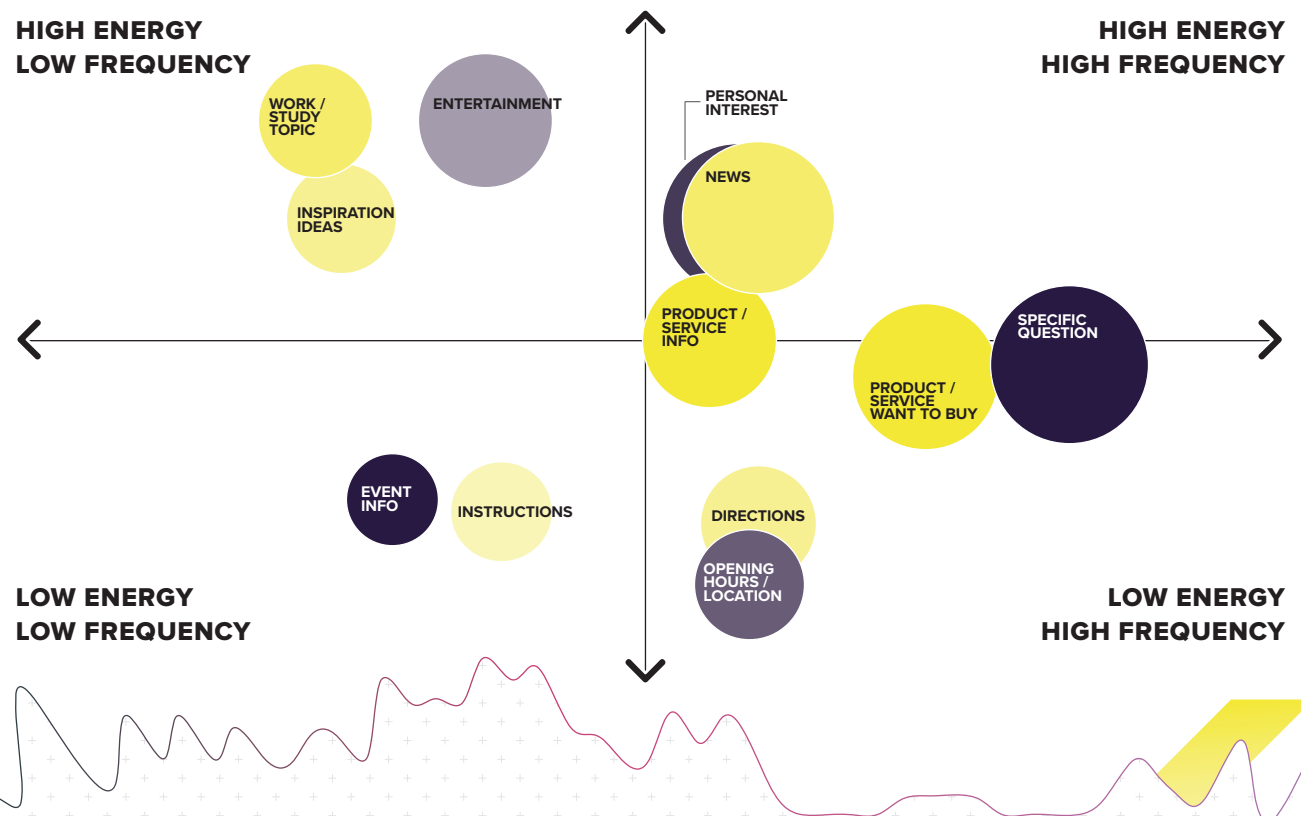 HIGH ENERGY
LOW FREQUENCY
HIGH ENERGY
HIGH FREQUENCY
WORK /
STUDY
TOPIC
ENTERTAINMENT
PERSONAL
INTEREST
NEWS
INSPIRATION
IDEAS
PRODUCT /
SERVICE
INFO
SPECIFIC
QUESTION
PRODUCT /
SERVICE
WANT TO BUY
EVENT
INFO
INSTRUCTIONS
DIRECTIONS
OPENING
HOURS /
LOCATION
LOW ENERGY
LOW FREQUENCY
LOW ENERGY
HIGH FREQUENCY